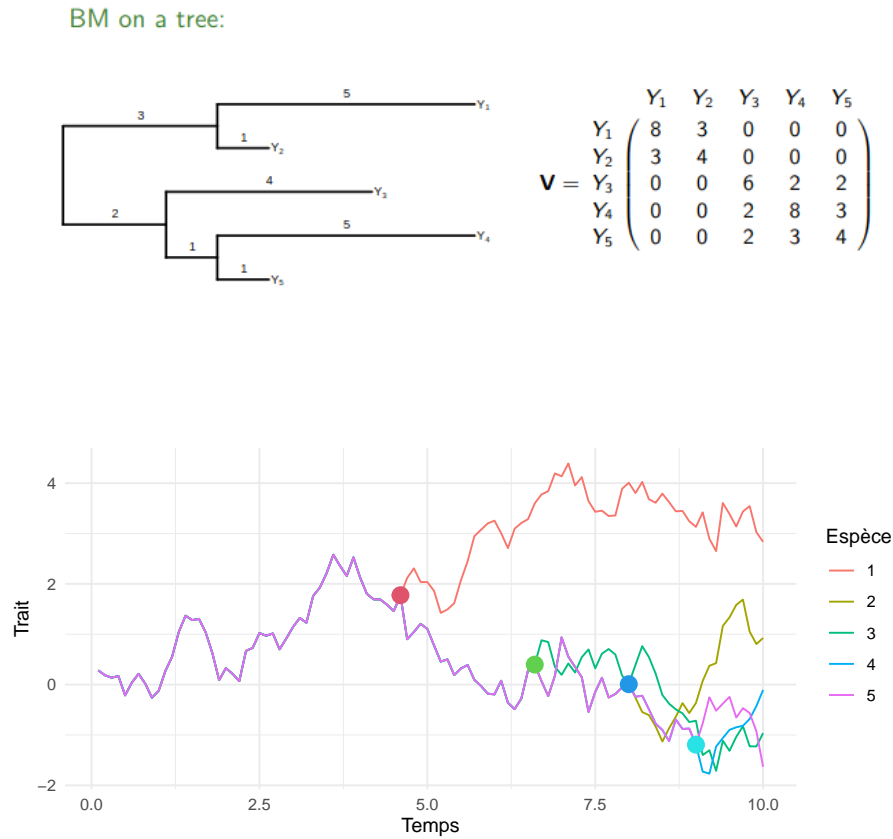 BM on a tree:
5
Y1
3
1
Y2
4
Y3
2
5
Y4
1
1
Y5
Y1 Y2 Y3 Y4 Y5
Y1 8 3 0 0 0
Y2 3 4 0 0 0
V = Y3 0 0 6 2 2
Y4 0 0 2 8 3
Y5 0 0 2 3 4
4
2
0
−2
Trait
0.0 2.5 5.0 7.5 10.0
Temps
Espèce
1
2
3
4
5